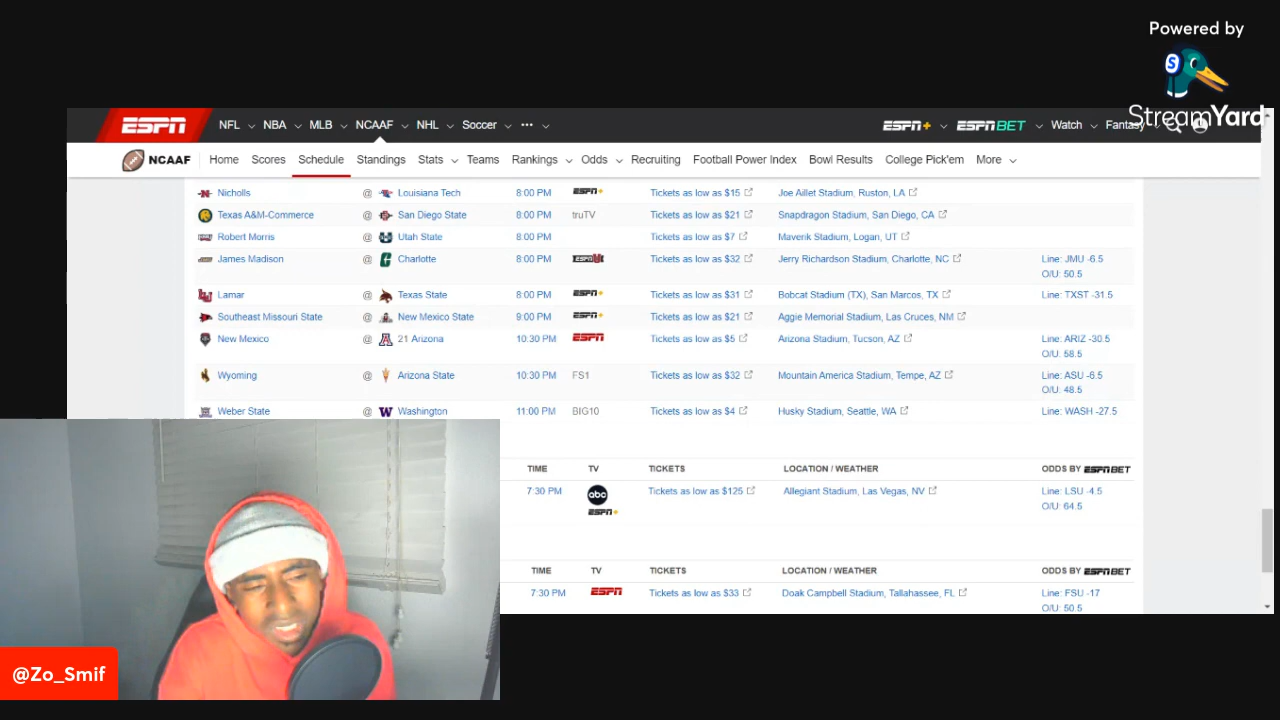 Powered by
StreamYard
ESPN NFL NBA MLB NCAAF NHL Soccer ••• ESPN+ ESPN BET Watch Fantasy
NCAAF Home Scores Schedule Standings Stats Teams Rankings Odds Recruiting Football Power Index Bowl Results College Pick'em More
Nicholls @ Louisiana Tech 8:00 PM ESPN+ Tickets as low as $15 Joe Aillet Stadium, Ruston, LA
Texas A&M-Commerce @ San Diego State 8:00 PM truTV Tickets as low as $21 Snapdragon Stadium, San Diego, CA
Robert Morris @ Utah State 8:00 PM Tickets as low as $7 Maverik Stadium, Logan, UT
James Madison @ Charlotte 8:00 PM ESPNU Tickets as low as $32 Jerry Richardson Stadium, Charlotte, NC Line: JMU -6.5
O/U: 50.5
Lamar @ Texas State 8:00 PM ESPN+ Tickets as low as $31 Bobcat Stadium (TX), San Marcos, TX Line: TXST -31.5
Southeast Missouri State @ New Mexico State 9:00 PM ESPN+ Tickets as low as $21 Aggie Memorial Stadium, Las Cruces, NM
New Mexico @ 21 Arizona 10:30 PM ESPN Tickets as low as $5 Arizona Stadium, Tucson, AZ Line: ARIZ -30.5
O/U: 58.5
Wyoming @ Arizona State 10:30 PM FS1 Tickets as low as $32 Mountain America Stadium, Tempe, AZ Line: ASU -6.5
O/U: 48.5
Weber State @ Washington 11:00 PM BIG10 Tickets as low as $4 Husky Stadium, Seattle, WA Line: WASH -27.5
TIME TV TICKETS LOCATION / WEATHER ODDS BY ESPN BET
7:30 PM abc Tickets as low as $125 Allegiant Stadium, Las Vegas, NV Line: LSU -4.5
ESPN+ O/U: 64.5
TIME TV TICKETS LOCATION / WEATHER ODDS BY ESPN BET
7:30 PM ESPN Tickets as low as $33 Doak Campbell Stadium, Tallahassee, FL Line: FSU -17
O/U: 50.5
@Zo_Smif